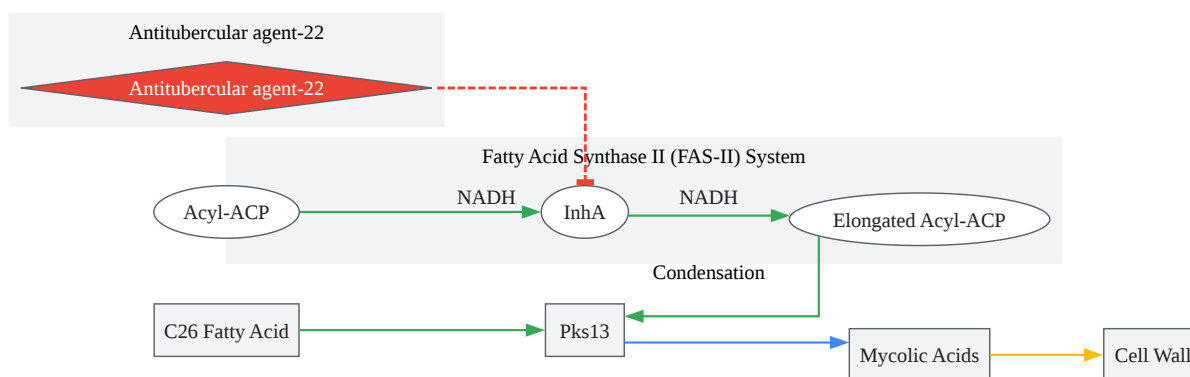 Antitubercular agent-22
Antitubercular agent-22
Fatty Acid Synthase II (FAS-II) System
Acyl-ACP
NADH
InhA
NADH
Elongated Acyl-ACP
Condensation
C26 Fatty Acid
Pks13
Mycolic Acids
Cell Wall